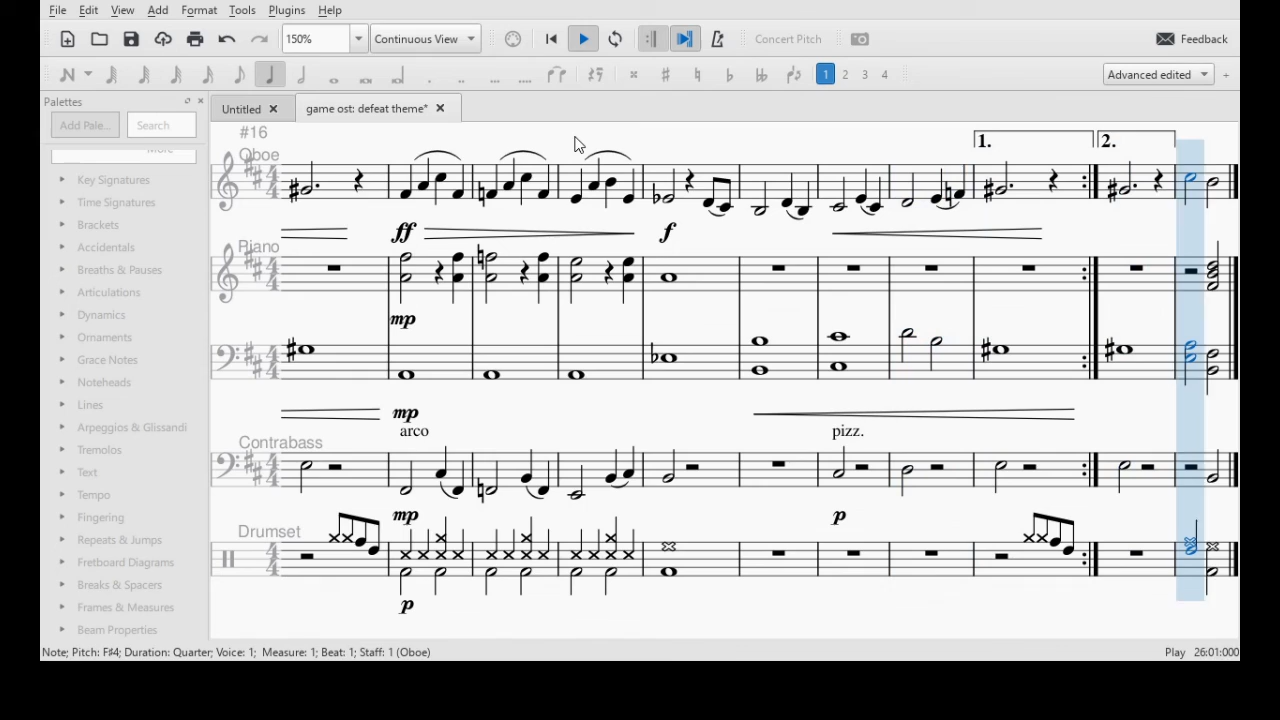 File Edit View Add Format Tools Plugins Help
150% Continuous View Concert Pitch Feedback
1 2 3 4 Advanced edited +
Palettes Untitled game ost: defeat theme*
Add Pale... Search
More
Key Signatures
Time Signatures
Brackets
Accidentals
Breaths & Pauses
Articulations
Dynamics
Ornaments
Grace Notes
Noteheads
Lines
Arpeggios & Glissandi
Tremolos
Text
Tempo
Fingering
Repeats & Jumps
Fretboard Diagrams
Breaks & Spacers
Frames & Measures
Beam Properties
#16
1. 2.
Oboe
ff f
Piano
mp
mp
arco pizz.
Contrabass
mp p
Drumset
p
Note; Pitch: F#4; Duration: Quarter; Voice: 1; Measure: 1; Beat: 1; Staff: 1 (Oboe) Play 26:01:000